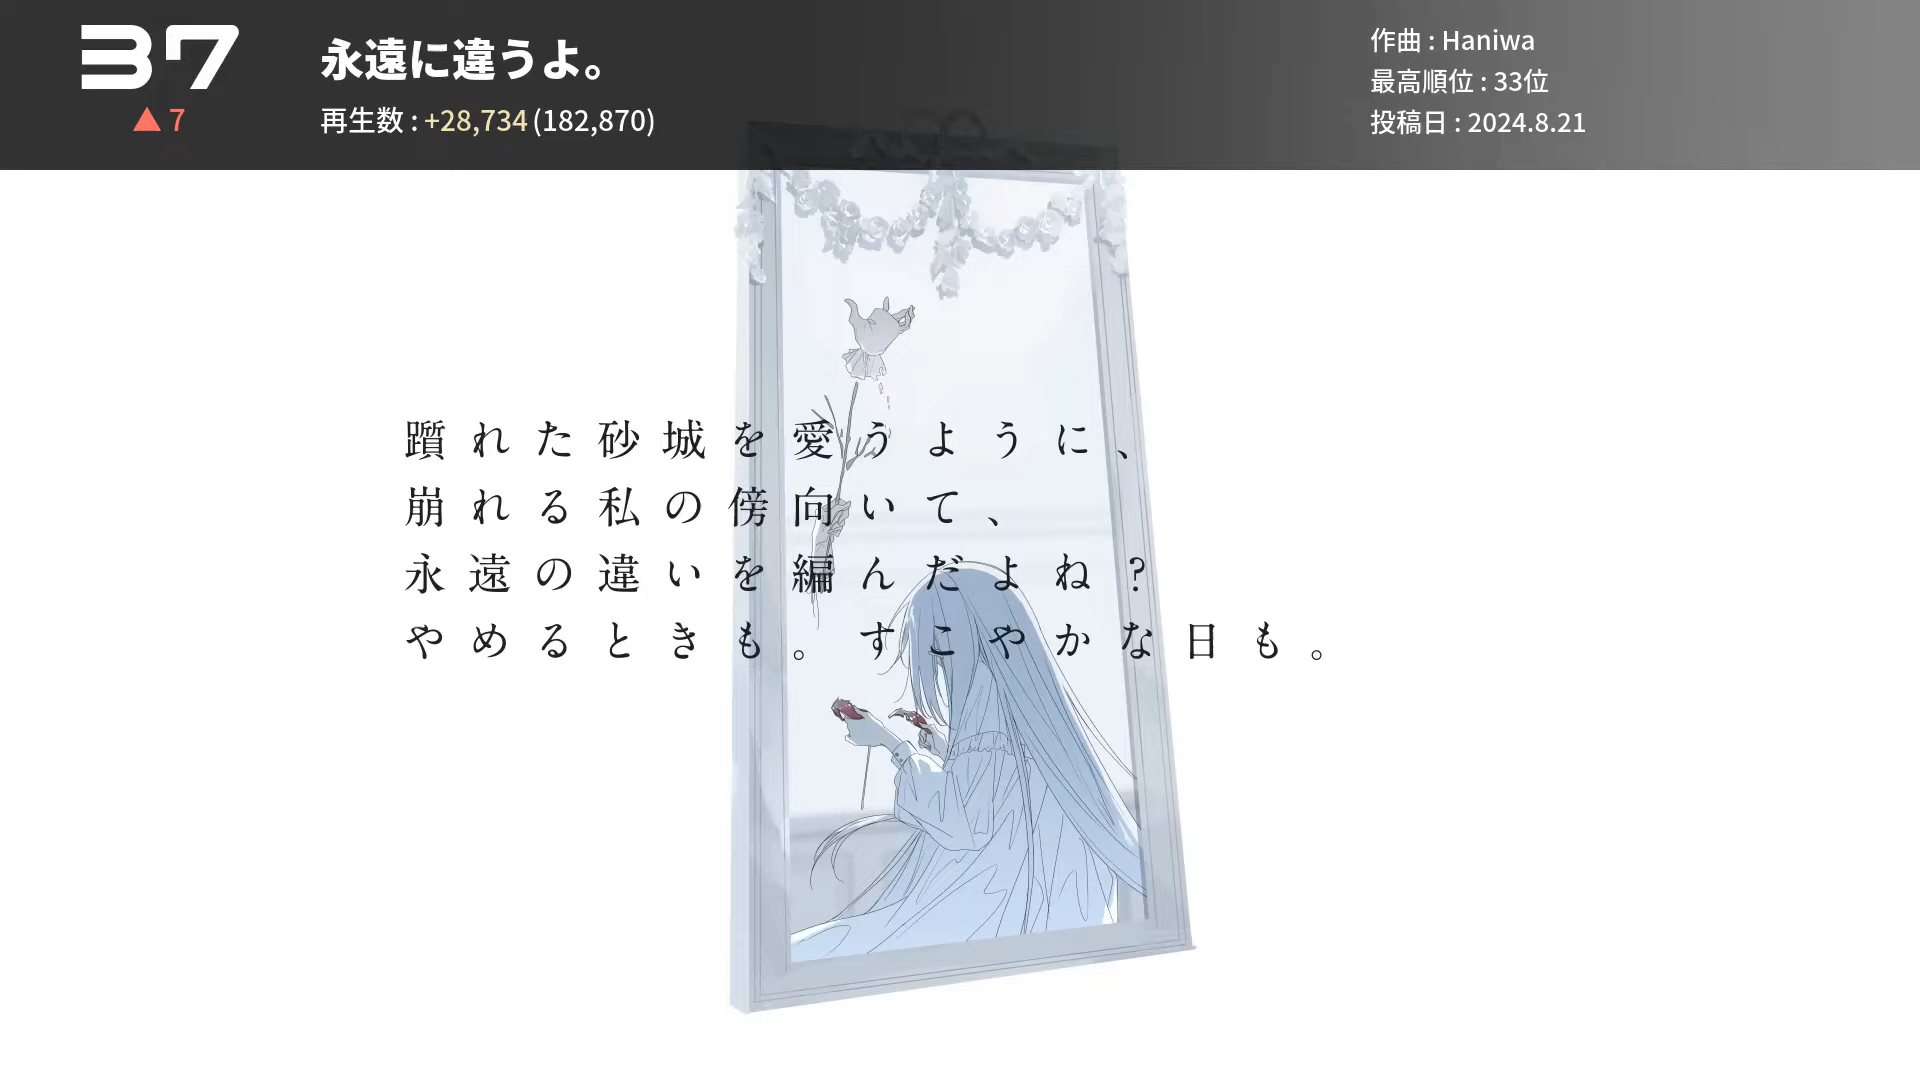 37
▲7
永遠に違うよ。
再生数 : +28,734 (182,870)
作曲 : Haniwa
最高順位 : 33位
投稿日 : 2024.8.21
躓れた砂城を愛うように、
崩れる私の傍向いて、
永遠の違いを編んだよね?
やめるときも。すこやかな日も。